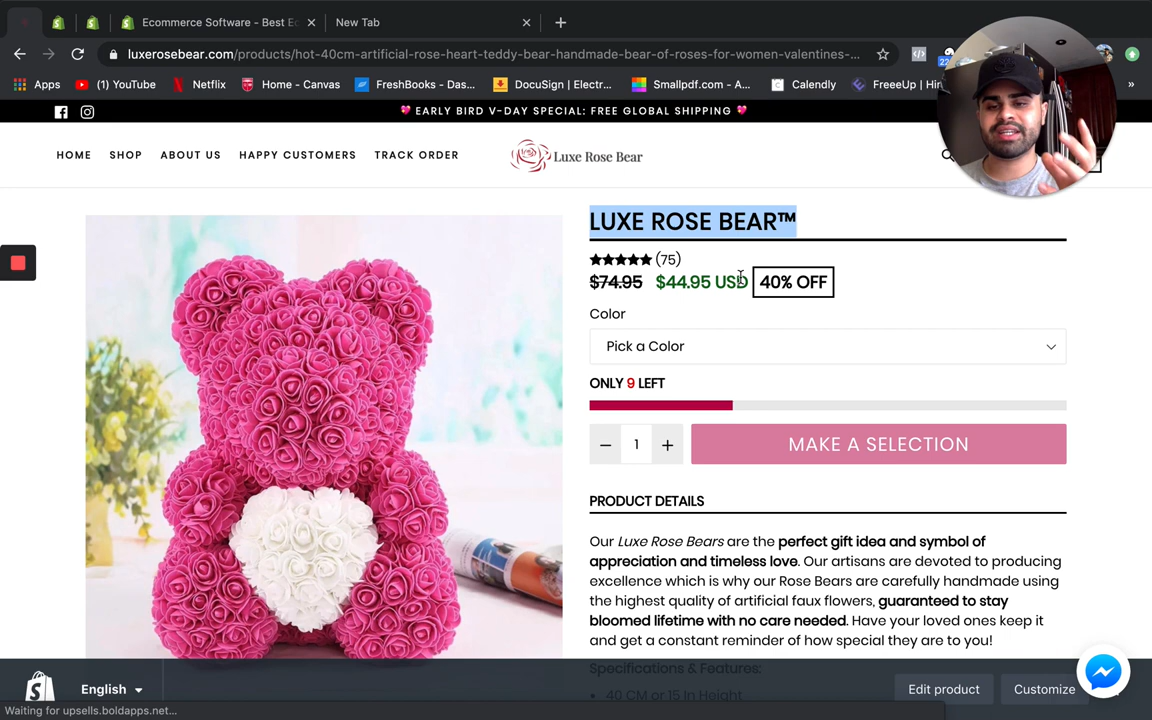 Ecommerce Software - Best Ec
New Tab
luxerosebear.com/products/hot-40cm-artificial-rose-heart-teddy-bear-handmade-bear-of-roses-for-women-valentines-...
22
Apps (1) YouTube Netflix Home - Canvas FreshBooks - Das... DocuSign | Electr... Smallpdf.com - A... Calendly FreeeUp | Hir »
💖 EARLY BIRD V-DAY SPECIAL: FREE GLOBAL SHIPPING 💖
HOME SHOP ABOUT US HAPPY CUSTOMERS TRACK ORDER
Luxe Rose Bear
LUXE ROSE BEAR™
★★★★★ (75)
$74.95 $44.95 USD 40% OFF
Color
Pick a Color
ONLY 9 LEFT
− 1 + MAKE A SELECTION
PRODUCT DETAILS
Our Luxe Rose Bears are the perfect gift idea and symbol of
appreciation and timeless love. Our artisans are devoted to producing
excellence which is why our Rose Bears are carefully handmade using
the highest quality of artificial faux flowers, guaranteed to stay
bloomed lifetime with no care needed. Have your loved ones keep it
and get a constant reminder of how special they are to you!
Specifications & Features:
• 40 CM or 15 In Height
English
Edit product Customize
Waiting for upsells.boldapps.net...